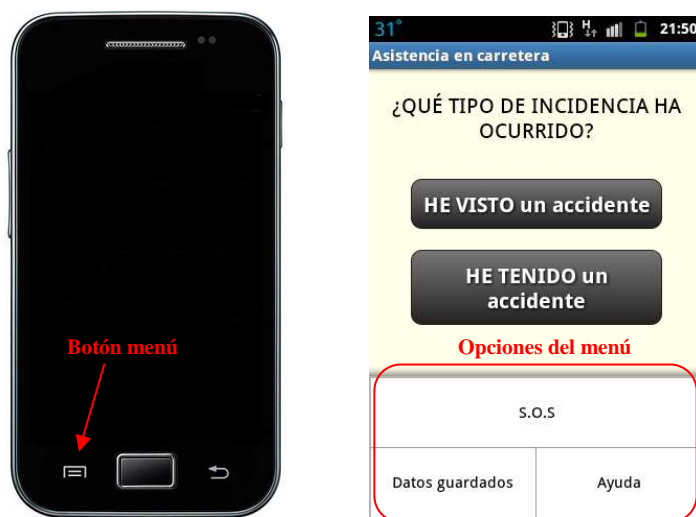 Botón menú
31°
H
21:50
Asistencia en carretera
¿QUÉ TIPO DE INCIDENCIA HA
OCURRIDO?
HE VISTO un accidente
HE TENIDO un
accidente
Opciones del menú
S.O.S
Datos guardados
Ayuda